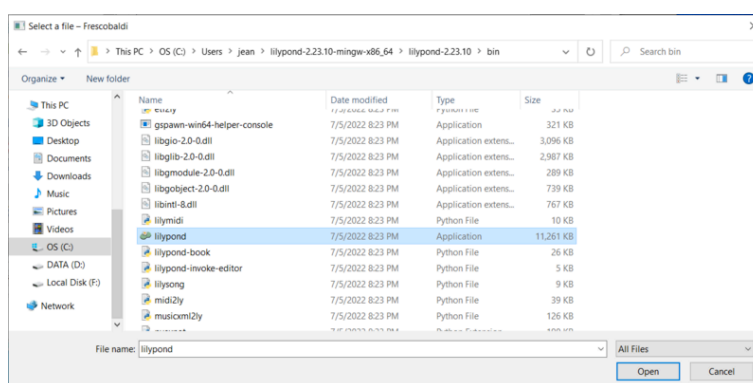 Select a file – Frescobaldi
This PC > OS (C:) > Users > jean > lilypond-2.23.10-mingw-x86_64 > lilypond-2.23.10 > bin
Search bin
Organize
New folder
This PC
3D Objects
Desktop
Documents
Downloads
Music
Pictures
Videos
OS (C:)
DATA (D:)
Local Disk (F:)
Network
Name Date modified Type Size
gspawn-win64-helper-console 7/5/2022 8:23 PM Application 321 KB
libgio-2.0-0.dll 7/5/2022 8:23 PM Application extens... 3,096 KB
libglib-2.0-0.dll 7/5/2022 8:23 PM Application extens... 2,987 KB
libgmodule-2.0-0.dll 7/5/2022 8:23 PM Application extens... 289 KB
libgobject-2.0-0.dll 7/5/2022 8:23 PM Application extens... 739 KB
libintl-8.dll 7/5/2022 8:23 PM Application extens... 767 KB
lilymidi 7/5/2022 8:23 PM Python File 10 KB
lilypond 7/5/2022 8:23 PM Application 11,261 KB
lilypond-book 7/5/2022 8:23 PM Python File 26 KB
lilypond-invoke-editor 7/5/2022 8:23 PM Python File 5 KB
lilysong 7/5/2022 8:23 PM Python File 9 KB
midi2ly 7/5/2022 8:23 PM Python File 39 KB
musicxml2ly 7/5/2022 8:23 PM Python File 126 KB
File name: lilypond
All Files
Open
Cancel